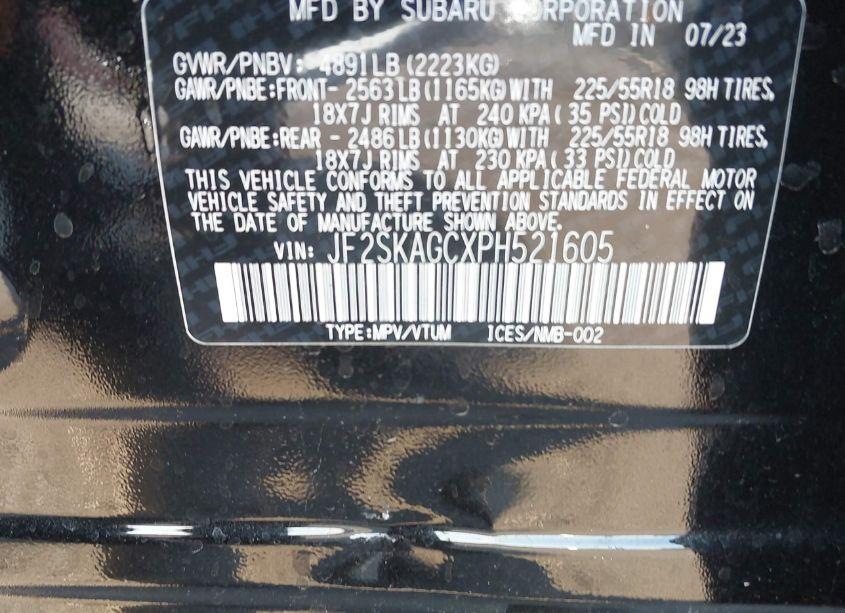 MFD BY SUBARU CORPORATION
MFD IN 07/23
GVWR/PNBV: 4891LB(2223KG)
GAWR/PNBE:FRONT- 2563LB(1165KG)WITH 225/55R18 98H TIRES,
18X7J RIMS AT 240 KPA(35 PSI)COLD
GAWR/PNBE:REAR - 2486LB(1130KG)WITH 225/55R18 98H TIRES,
18X7J RIMS AT 230 KPA(33 PSI)COLD
THIS VEHICLE CONFORMS TO ALL APPLICABLE FEDERAL MOTOR
VEHICLE SAFETY AND THEFT PREVENTION STANDARDS IN EFFECT ON
THE DATE OF MANUFACTURE SHOWN ABOVE.
VIN: JF2SKAGCXPH521605
TYPE:MPV/VTUM ICES/NMB-002